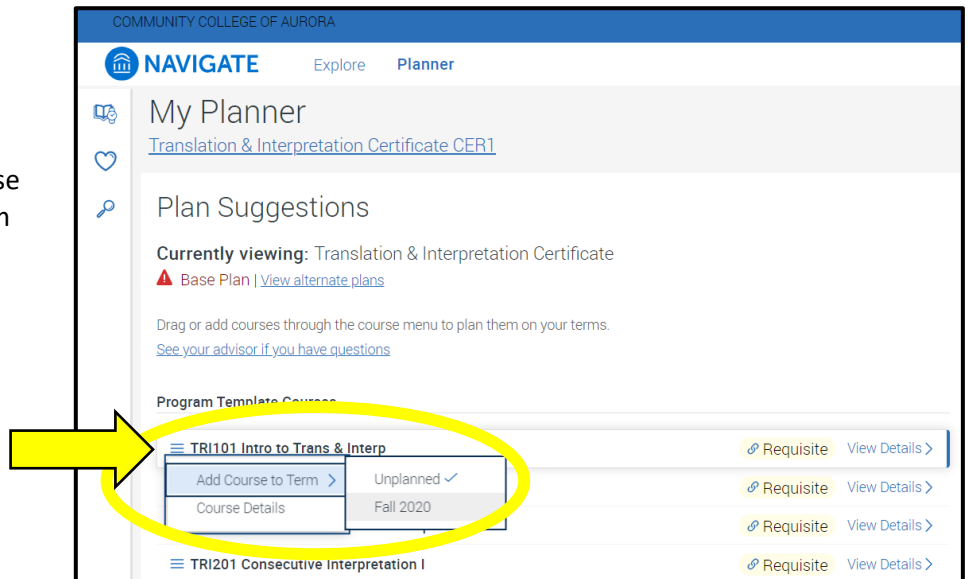 COMMUNITY COLLEGE OF AURORA
NAVIGATE Explore Planner
My Planner
Translation & Interpretation Certificate CER1
Plan Suggestions
Currently viewing: Translation & Interpretation Certificate
Base Plan | View alternate plans
Drag or add courses through the course menu to plan them on your terms.
See your advisor if you have questions
Program Template Courses
TRI101 Intro to Trans & Interp Requisite View Details >
Add Course to Term > Unplanned ✓
Requisite View Details >
Course Details Fall 2020
Requisite View Details >
TRI201 Consecutive Interpretation I Requisite View Details >